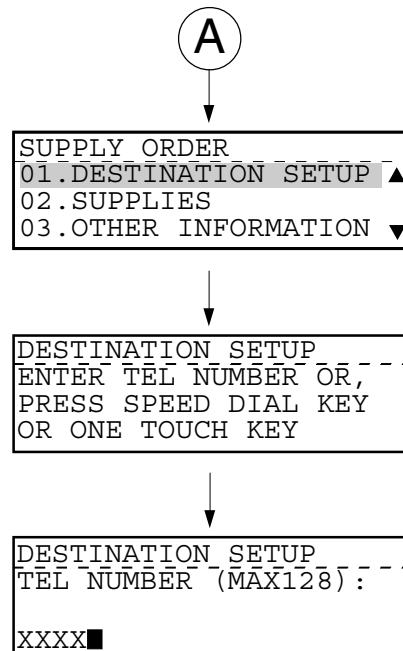 A
SUPPLY ORDER
01.DESTINATION SETUP ▲
02.SUPPLIES
03.OTHER INFORMATION ▼
DESTINATION SETUP
ENTER TEL NUMBER OR,
PRESS SPEED DIAL KEY
OR ONE TOUCH KEY
DESTINATION SETUP
TEL NUMBER (MAX128):
XXXX■